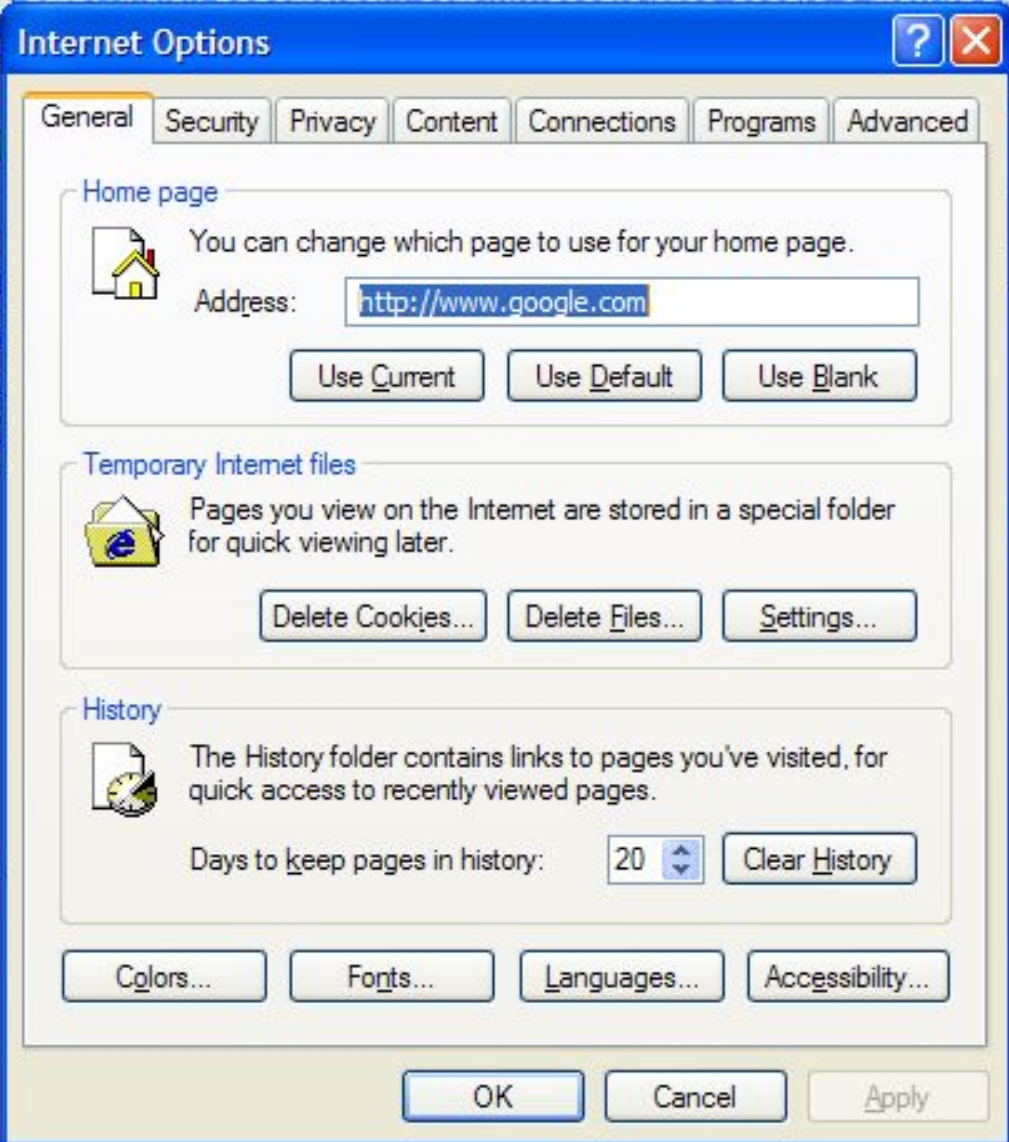 Internet Options
General Security Privacy Content Connections Programs Advanced
Home page
You can change which page to use for your home page.
Address: http://www.google.com
Use Current Use Default Use Blank
Temporary Internet files
Pages you view on the Internet are stored in a special folder
for quick viewing later.
Delete Cookies... Delete Files... Settings...
History
The History folder contains links to pages you've visited, for
quick access to recently viewed pages.
Days to keep pages in history: 20 Clear History
Colors... Fonts... Languages... Accessibility...
OK Cancel Apply